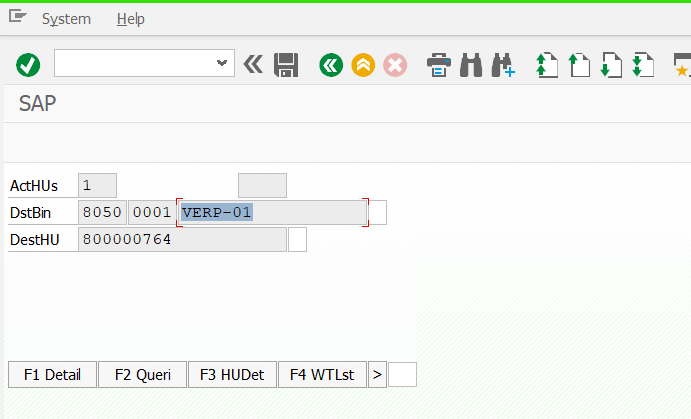 System Help
SAP
ActHUs 1
DstBin 8050 0001 VERP-01
DestHU 800000764
F1 Detail F2 Queri F3 HUDet F4 WTLst >